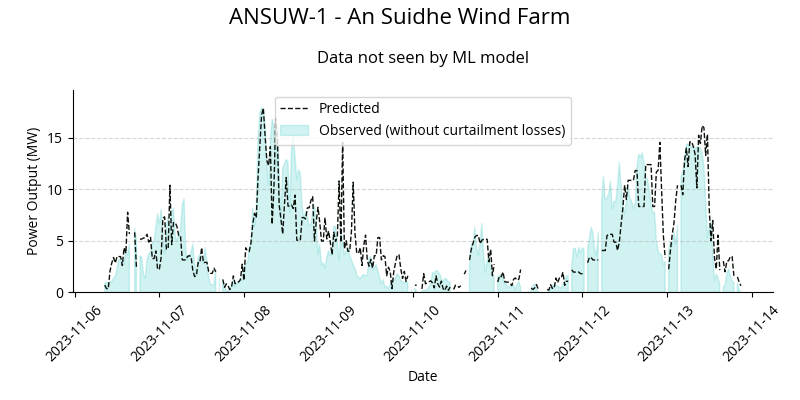 ANSUW-1 - An Suidhe Wind Farm
Data not seen by ML model
Predicted
Observed (without curtailment losses)
Power Output (MW)
15
10
5
0
2023-11-06
2023-11-07
2023-11-08
2023-11-09
2023-11-10
2023-11-11
2023-11-12
2023-11-13
2023-11-14
Date